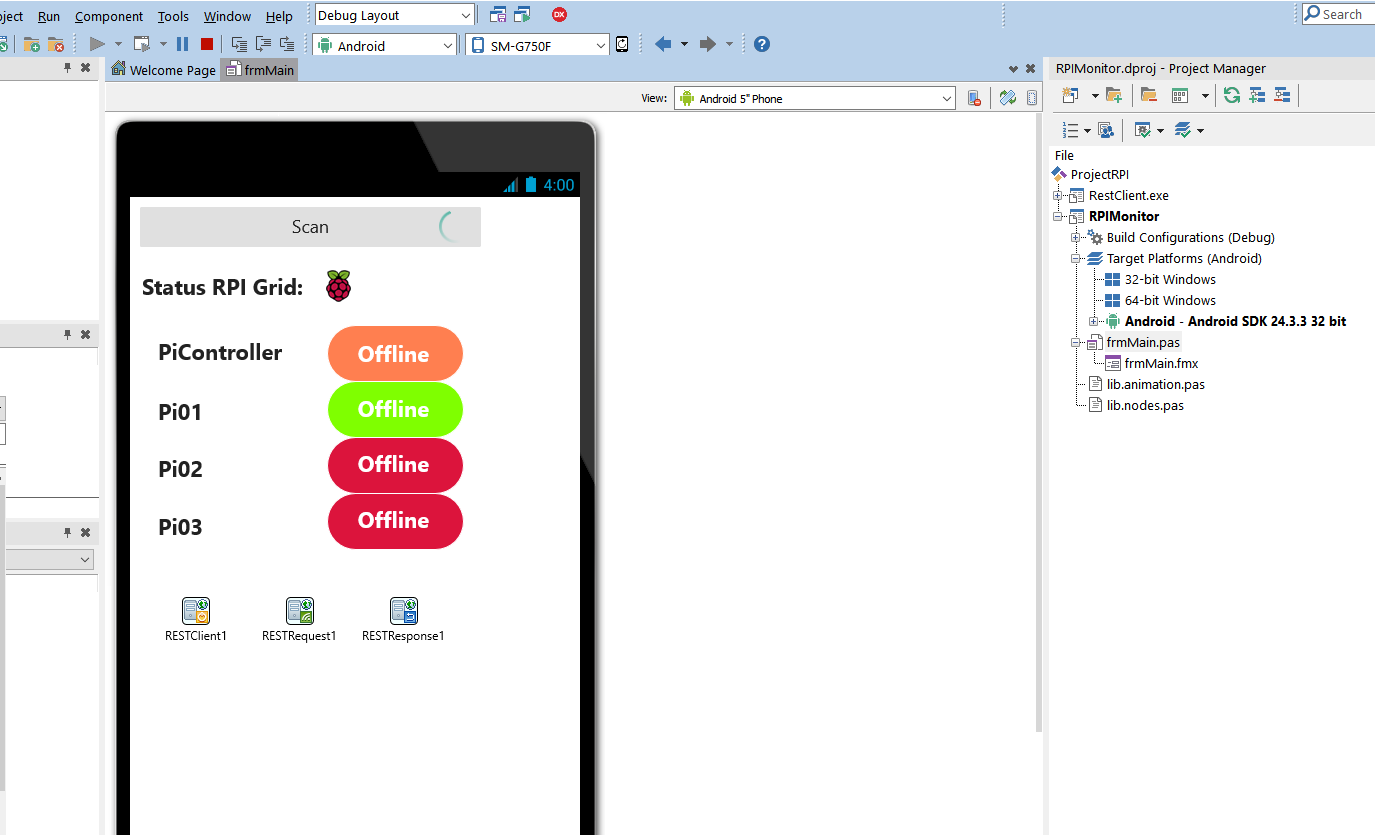 ject Run Component Tools Window Help Debug Layout DX Search
Android SM-G750F
Welcome Page frmMain
RPIMonitor.dproj - Project Manager
View: Android 5" Phone
File
ProjectRPI
RestClient.exe
RPIMonitor
Build Configurations (Debug)
Target Platforms (Android)
32-bit Windows
64-bit Windows
Android - Android SDK 24.3.3 32 bit
frmMain.pas
frmMain.fmx
lib.animation.pas
lib.nodes.pas
4:00
Scan
Status RPI Grid:
PiController Offline
Pi01 Offline
Pi02 Offline
Pi03 Offline
RESTClient1 RESTRequest1 RESTResponse1